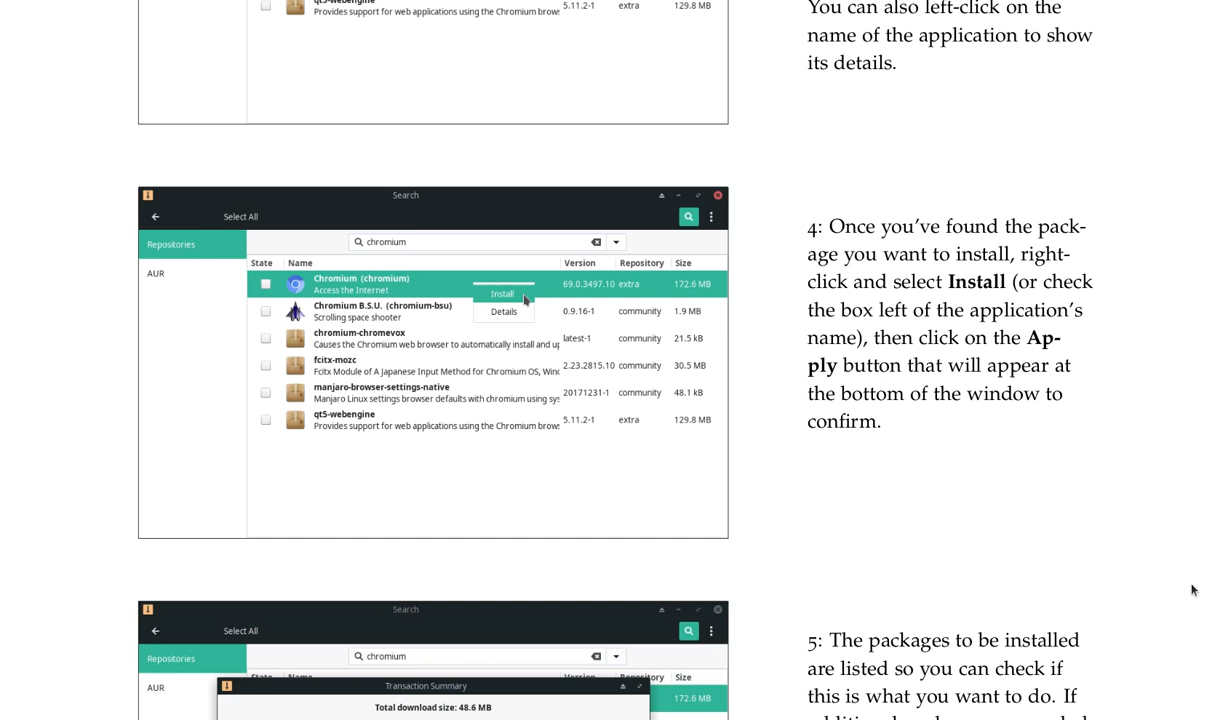 qt5-webengine
Provides support for web applications using the Chromium brows
5.11.2-1 extra 129.8 MB
You can also left-click on the
name of the application to show
its details.
Search
Select All
Repositories
AUR
chromium
State Name Version Repository Size
Chromium (chromium)
Access the Internet
69.0.3497.10 extra 172.6 MB
Install
Details
Chromium B.S.U. (chromium-bsu)
Scrolling space shooter
0.9.16-1 community 1.9 MB
chromium-chromevox
Causes the Chromium web browser to automatically install and up
latest-1 community 21.5 kB
fcitx-mozc
Fcitx Module of A Japanese Input Method for Chromium OS, Wind
2.23.2815.10 community 30.5 MB
manjaro-browser-settings-native
Manjaro Linux settings browser defaults with chromium using sys
20171231-1 community 48.1 kB
qt5-webengine
Provides support for web applications using the Chromium brows
5.11.2-1 extra 129.8 MB
4: Once you've found the pack-
age you want to install, right-
click and select Install (or check
the box left of the application's
name), then click on the Ap-
ply button that will appear at
the bottom of the window to
confirm.
Search
Select All
Repositories
AUR
chromium
State Name Version Repository Size
172.6 MB
Transaction Summary
Total download size: 48.6 MB
5: The packages to be installed
are listed so you can check if
this is what you want to do. If